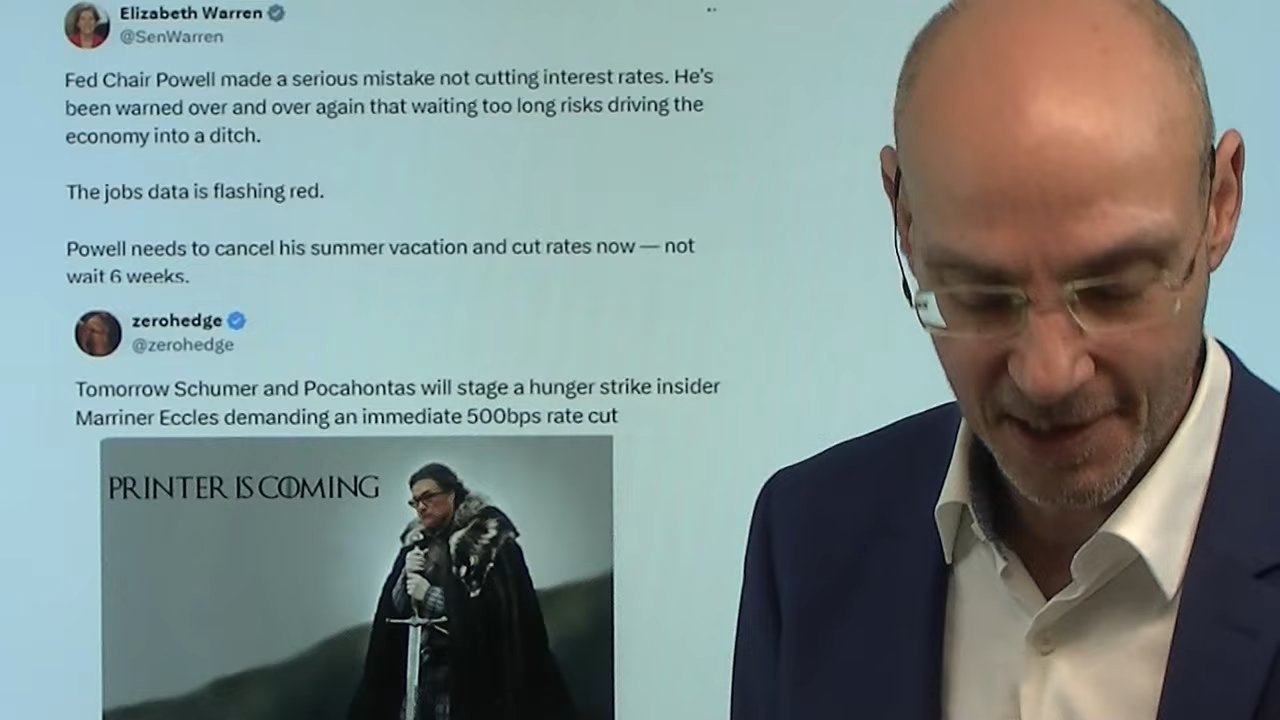 Elizabeth Warren
@SenWarren
Fed Chair Powell made a serious mistake not cutting interest rates. He's
been warned over and over again that waiting too long risks driving the
economy into a ditch.
The jobs data is flashing red.
Powell needs to cancel his summer vacation and cut rates now — not
wait 6 weeks.
zerohedge
@zerohedge
Tomorrow Schumer and Pocahontas will stage a hunger strike insider
Marriner Eccles demanding an immediate 500bps rate cut
PRINTER IS COMING